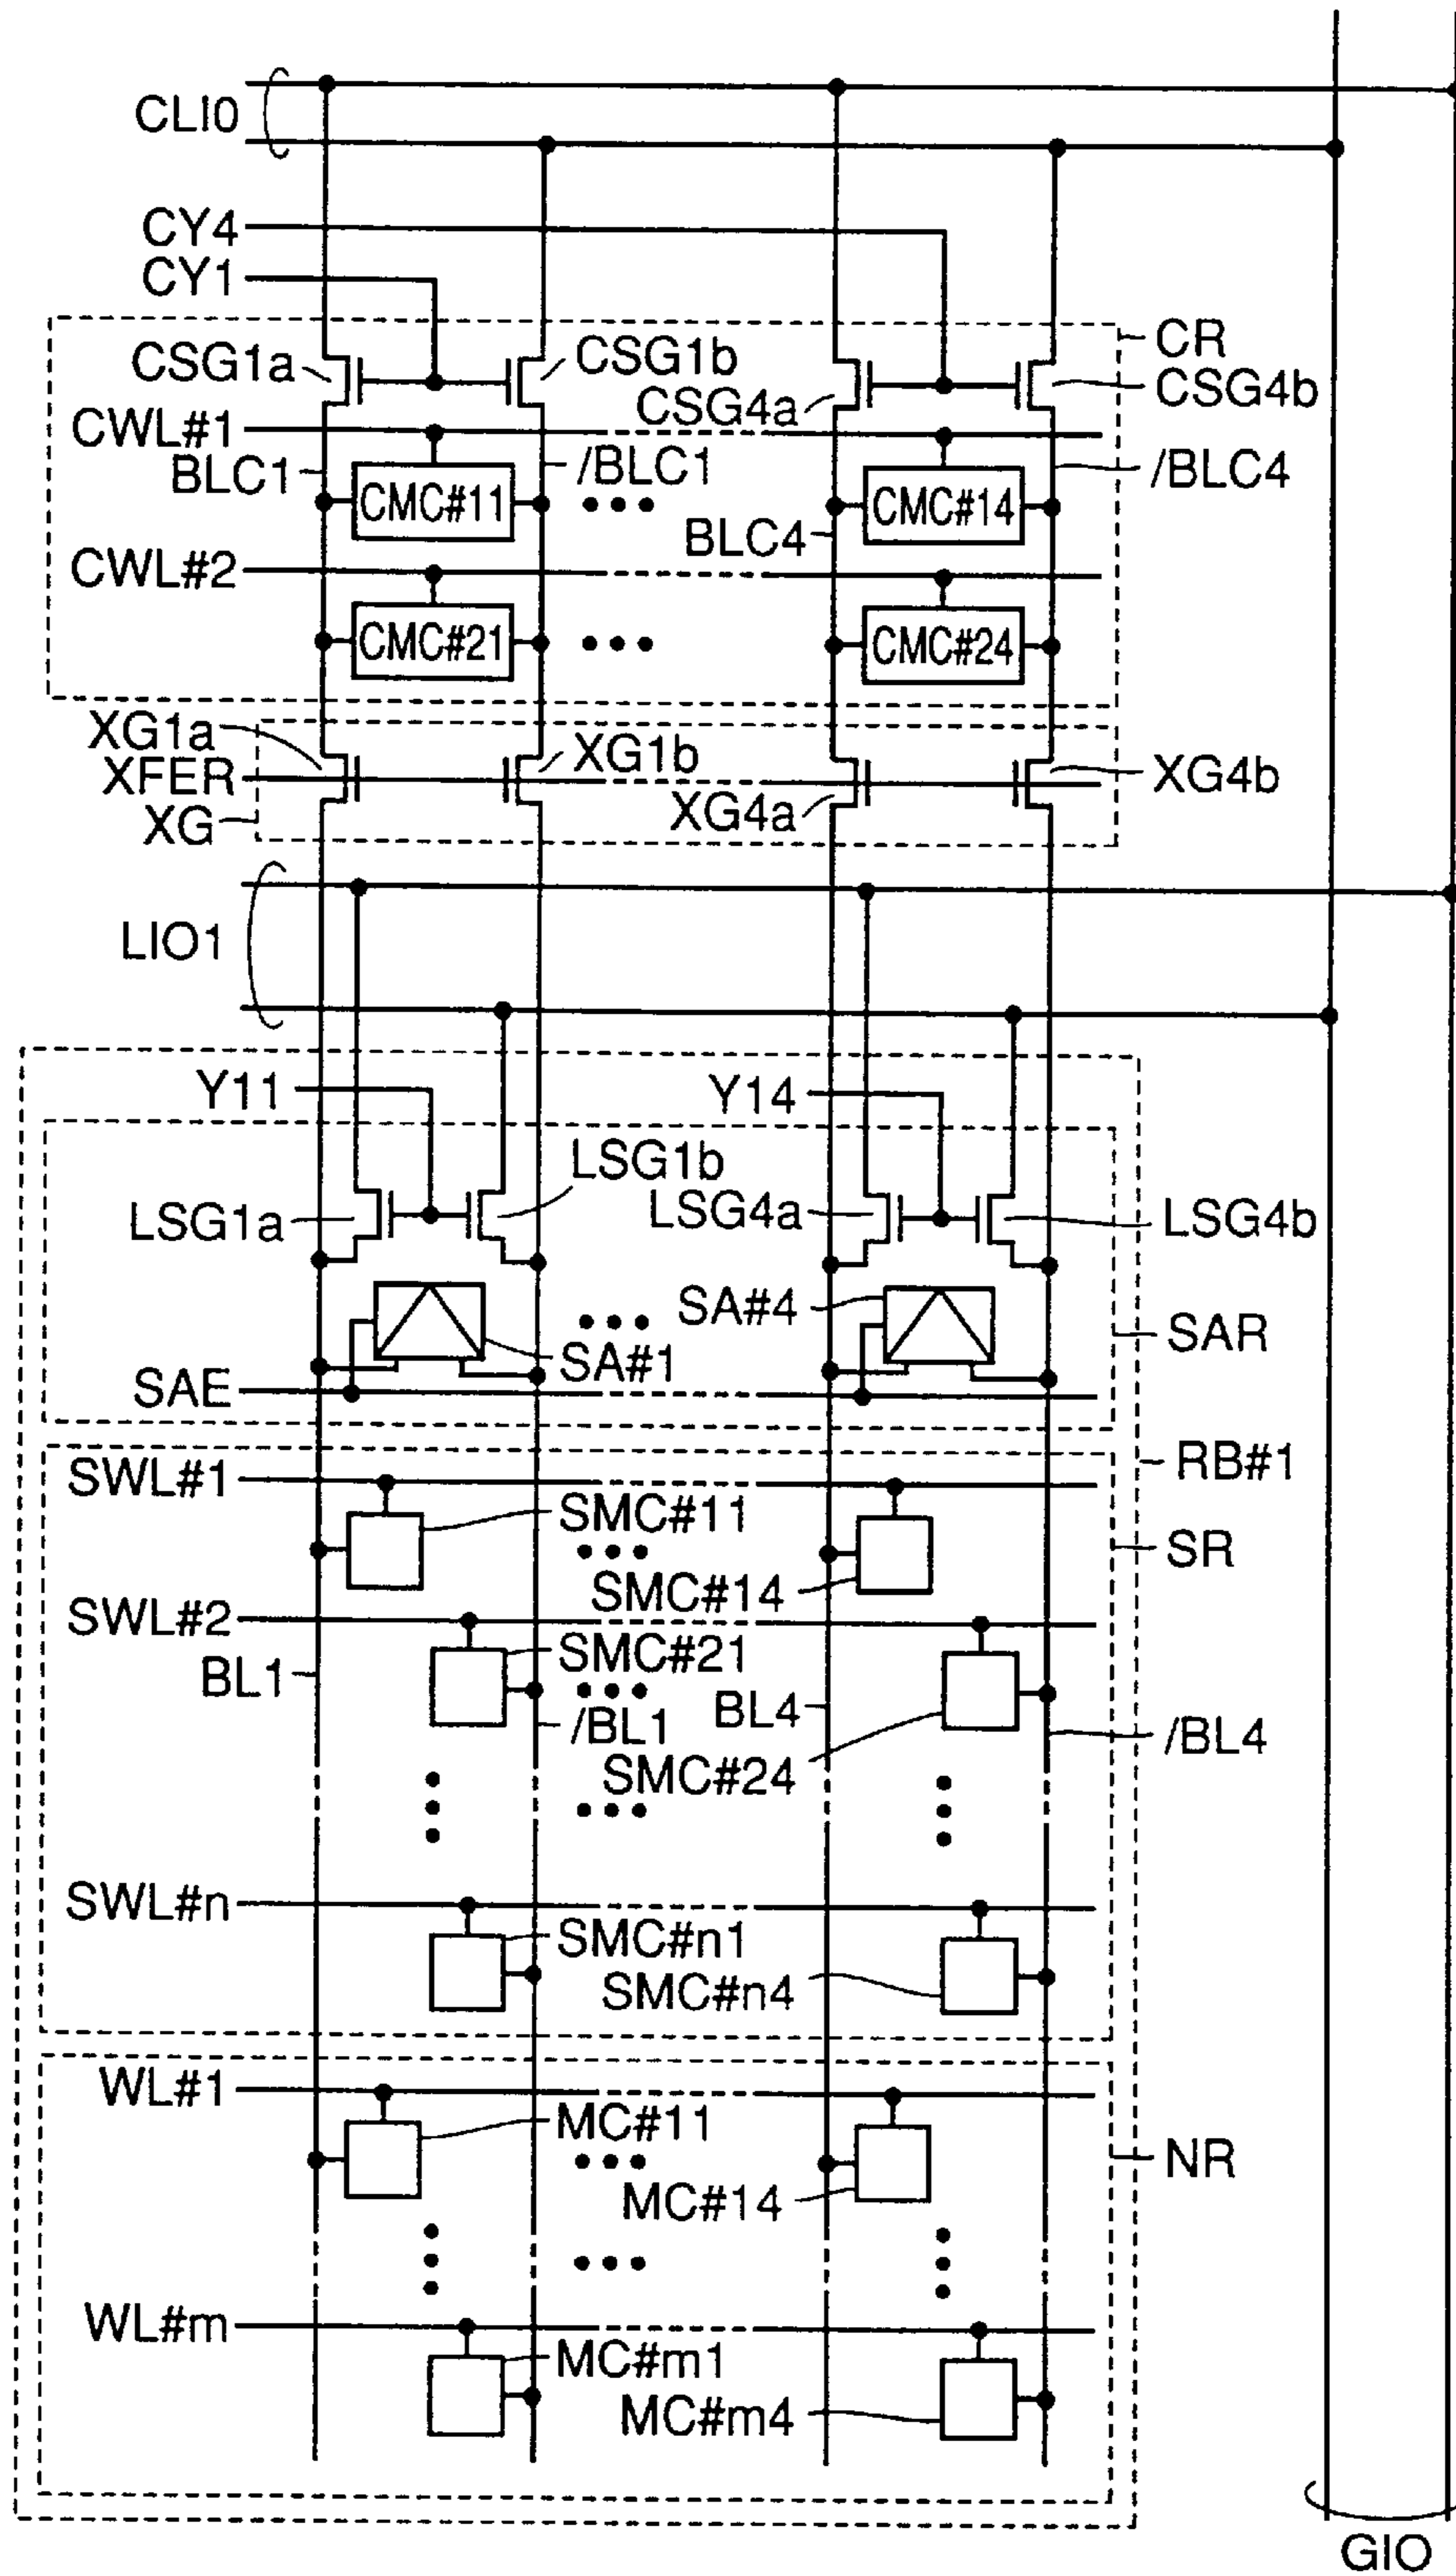 CLI0
CY4
CY1
CR
CSG1a
CSG1b
CSG4a
CSG4b
CWL#1
BLC1
/BLC1
/BLC4
CMC#11
CMC#14
BLC4
CWL#2
CMC#21
CMC#24
XG1a
XFER
XG1b
XG4b
XG4a
XG
LIO1
Y11
Y14
LSG1b
LSG1a
LSG4a
LSG4b
SA#4
SAR
SA#1
SAE
RB#1
SWL#1
SMC#11
SR
SMC#14
SWL#2
SMC#21
BL1
/BL1
BL4
/BL4
SMC#24
SWL#n
SMC#n1
SMC#n4
WL#1
MC#11
NR
MC#14
WL#m
MC#m1
MC#m4
GIO